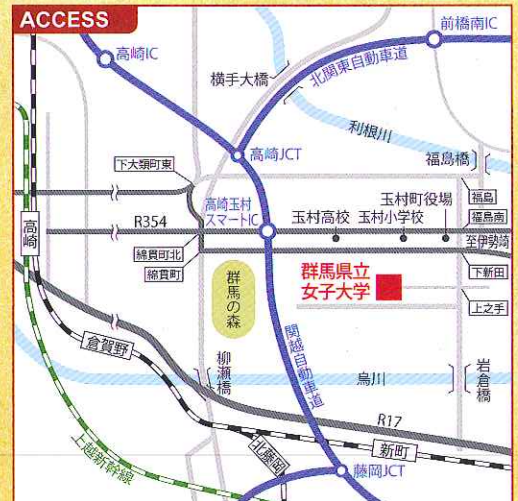 ACCESS
前橋南IC
高崎IC
横手大橋
北関東自動車道
利根川
高崎JCT
福島橋
下大類町東
玉村町役場
福島
高崎玉村
スマートIC
R354
玉村高校
玉村小学校
福島南
高崎
綿貫町北
至伊勢崎
綿貫町
群馬の森
群馬県立
女子大学
下新田
上之手
関越自動車道
倉賀野
柳瀬橋
烏川
岩倉橋
R17
上越新幹線
北藤岡
新町
藤岡JCT